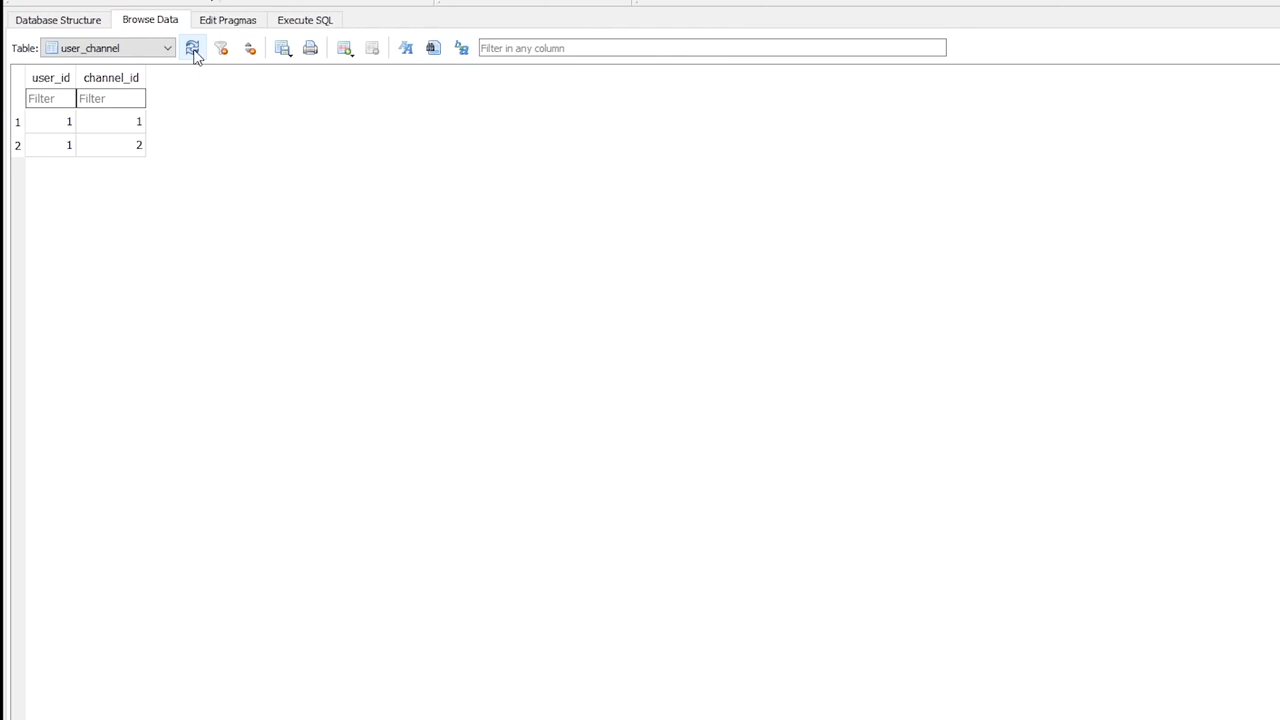 Database Structure Browse Data Edit Pragmas Execute SQL
Table: user_channel Filter in any column
user_id channel_id
Filter Filter
1 1 1
2 1 2